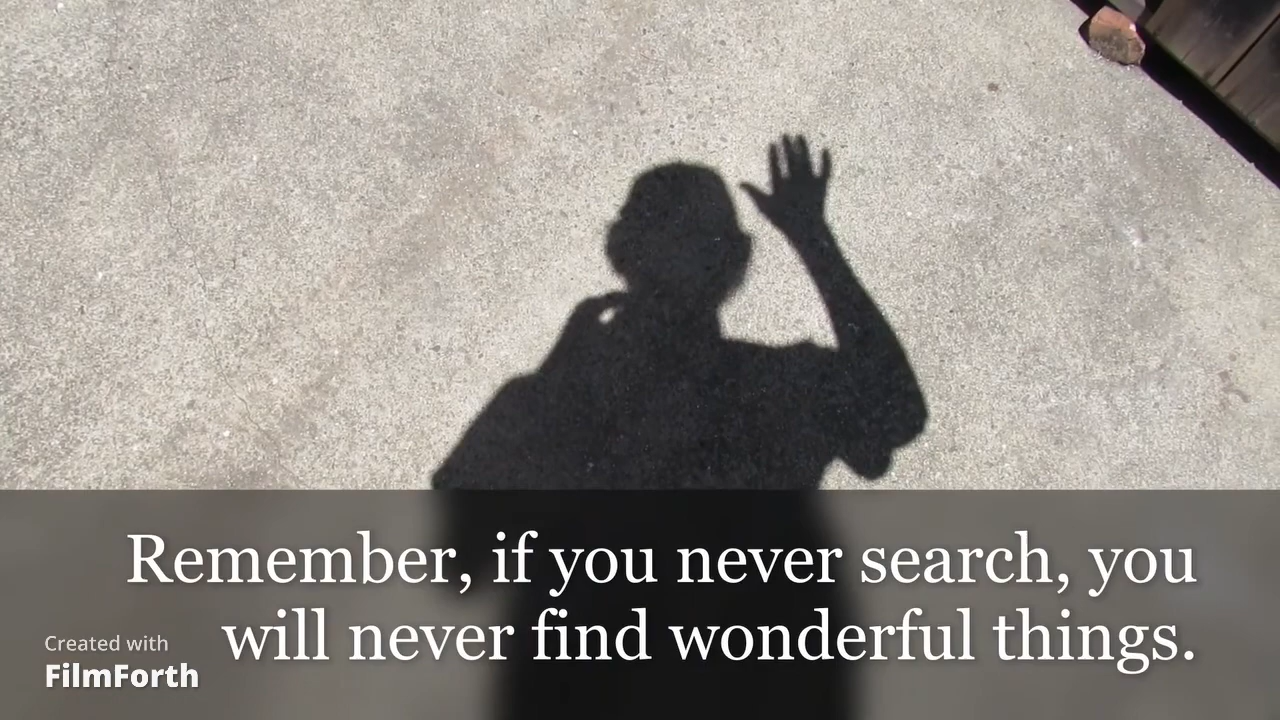 Remember, if you never search, you
will never find wonderful things.
Created with
FilmForth